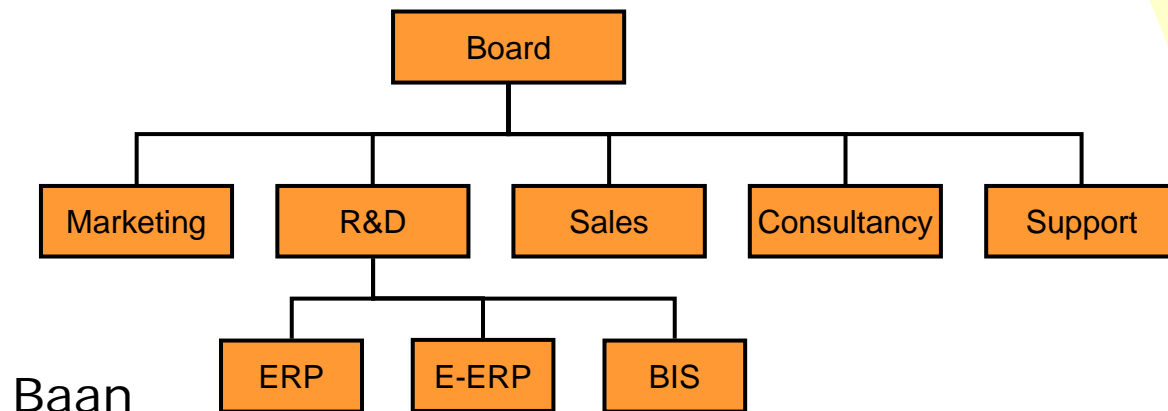 Board
Marketing
R&D
Sales
Consultancy
Support
ERP
E-ERP
BIS
Baan